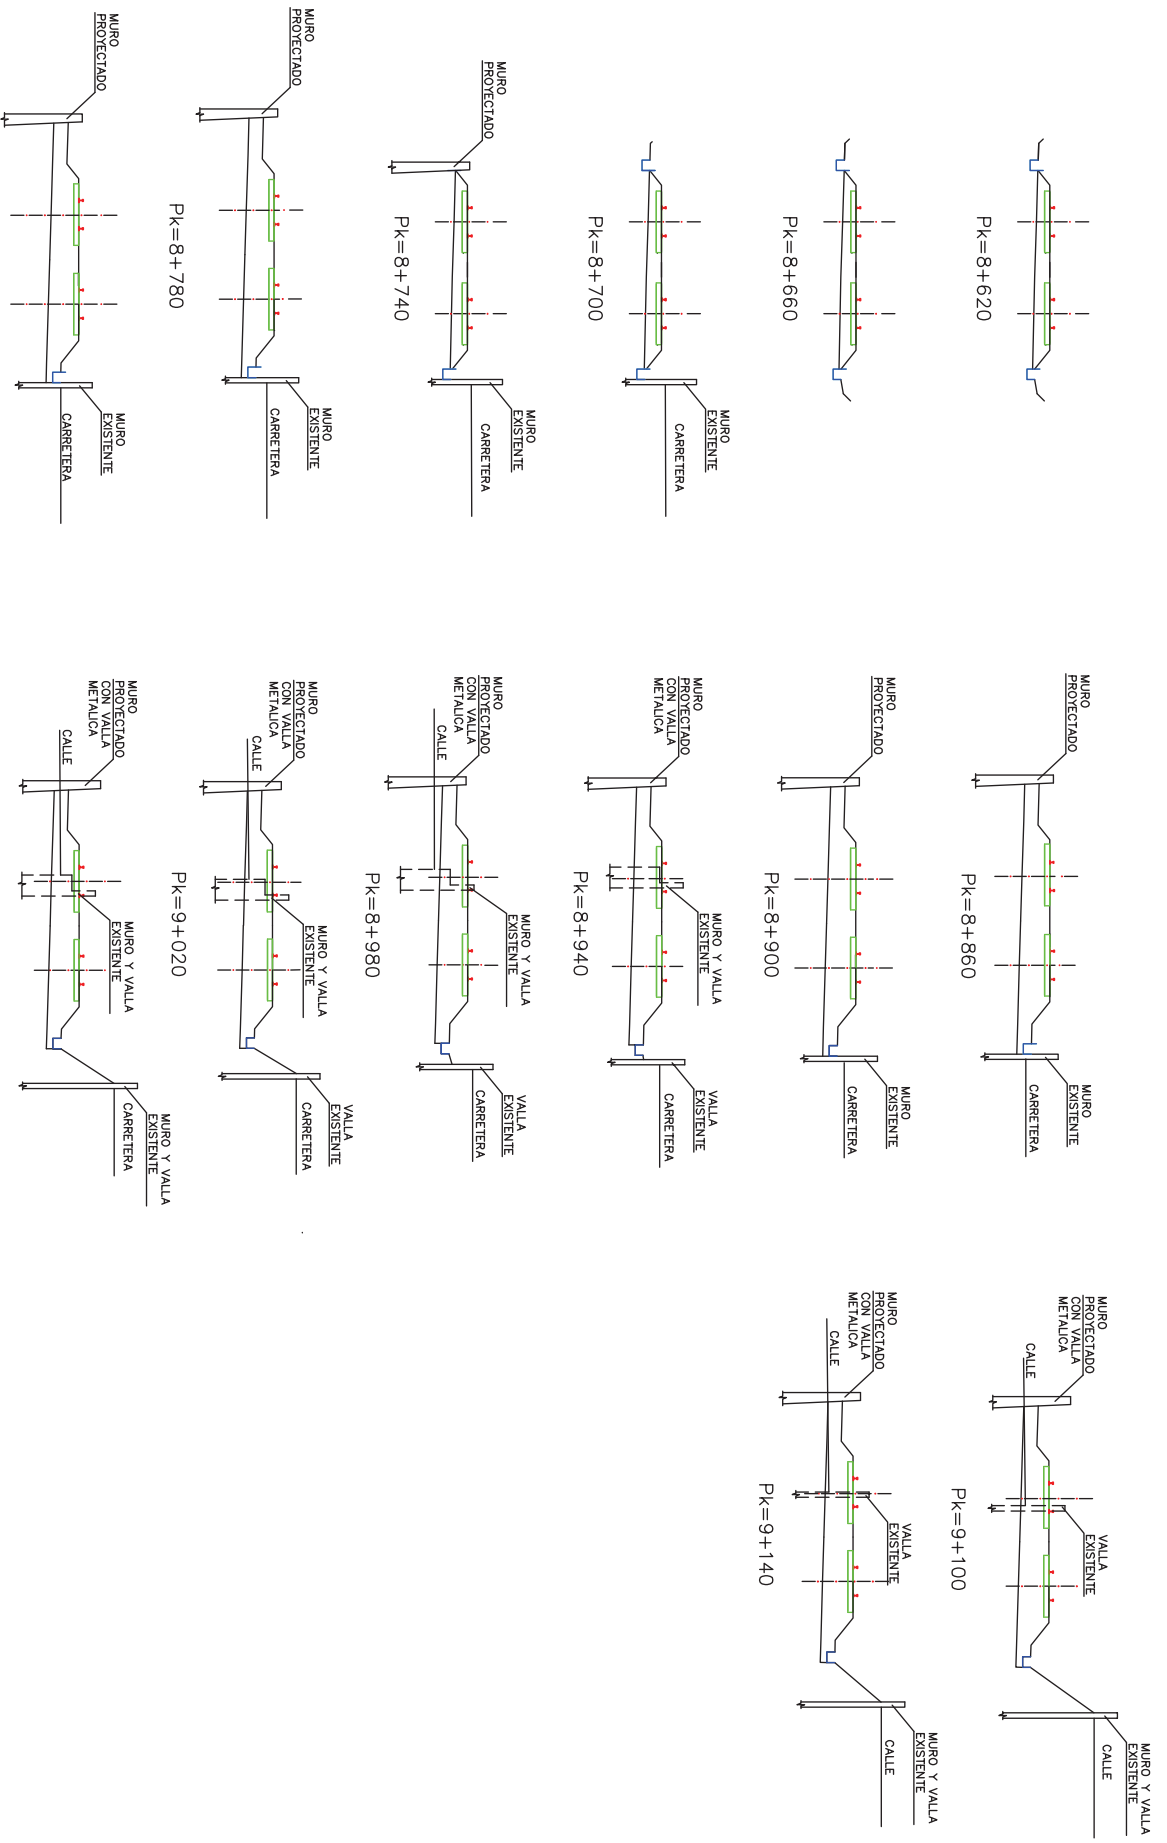 Pk=8+620
Pk=8+660
MURO
EXISTENTE
CARRETERA
Pk=8+700
MURO
PROYECTADO
MURO
EXISTENTE
CARRETERA
Pk=8+740
MURO
PROYECTADO
MURO
EXISTENTE
CARRETERA
Pk=8+780
MURO
PROYECTADO
MURO
EXISTENTE
CARRETERA
MURO
PROYECTADO
MURO
EXISTENTE
CARRETERA
Pk=8+860
MURO
PROYECTADO
MURO
EXISTENTE
CARRETERA
Pk=8+900
MURO
PROYECTADO
CON VALLA
METALICA
MURO Y VALLA
EXISTENTE
VALLA
EXISTENTE
CARRETERA
Pk=8+940
MURO
PROYECTADO
CON VALLA
METALICA
CALLE
MURO Y VALLA
EXISTENTE
VALLA
EXISTENTE
CARRETERA
Pk=8+980
MURO
PROYECTADO
CON VALLA
METALICA
CALLE
MURO Y VALLA
EXISTENTE
VALLA
EXISTENTE
CARRETERA
Pk=9+020
MURO
PROYECTADO
CON VALLA
METALICA
CALLE
MURO Y VALLA
EXISTENTE
MURO Y VALLA
EXISTENTE
CARRETERA
MURO
PROYECTADO
CON VALLA
METALICA
CALLE
VALLA
EXISTENTE
MURO Y VALLA
EXISTENTE
CALLE
Pk=9+100
MURO
PROYECTADO
CON VALLA
METALICA
CALLE
VALLA
EXISTENTE
MURO Y VALLA
EXISTENTE
CALLE
Pk=9+140